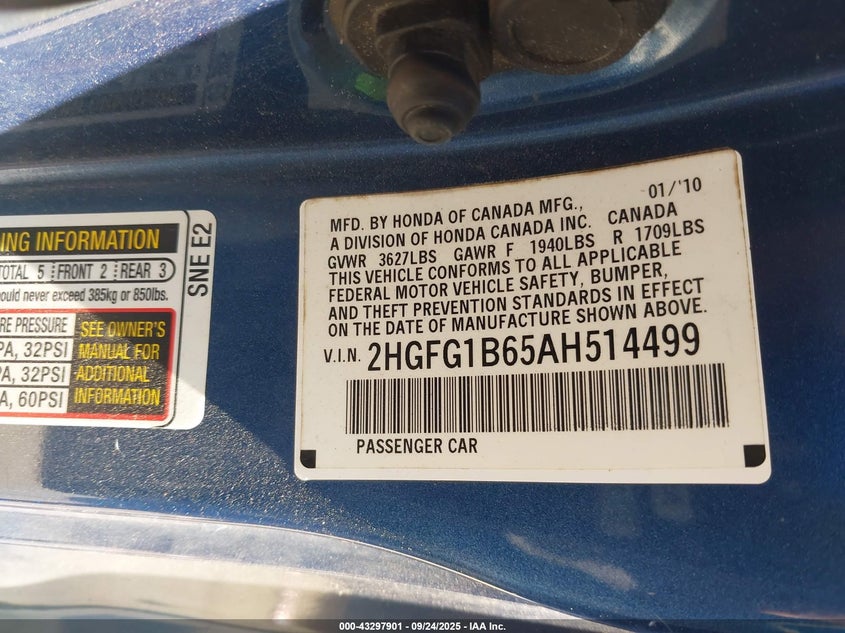 NG INFORMATION
TOTAL 5 FRONT 2 REAR 3
ould never exceed 385kg or 850lbs.
RE PRESSURE
PA, 32PSI
PA, 32PSI
A, 60PSI
SEE OWNER'S
MANUAL FOR
ADDITIONAL
INFORMATION
SNE E2
01/'10
MFD. BY HONDA OF CANADA MFG.,
A DIVISION OF HONDA CANADA INC. CANADA
GVWR 3627LBS GAWR F 1940LBS R 1709LBS
THIS VEHICLE CONFORMS TO ALL APPLICABLE
FEDERAL MOTOR VEHICLE SAFETY, BUMPER,
AND THEFT PREVENTION STANDARDS IN EFFECT
ON THE DATE OF MANUFACTURE SHOWN ABOVE.
V.I.N. 2HGFG1B65AH514499
PASSENGER CAR
000-43297901 - 09/24/2025 - IAA Inc.